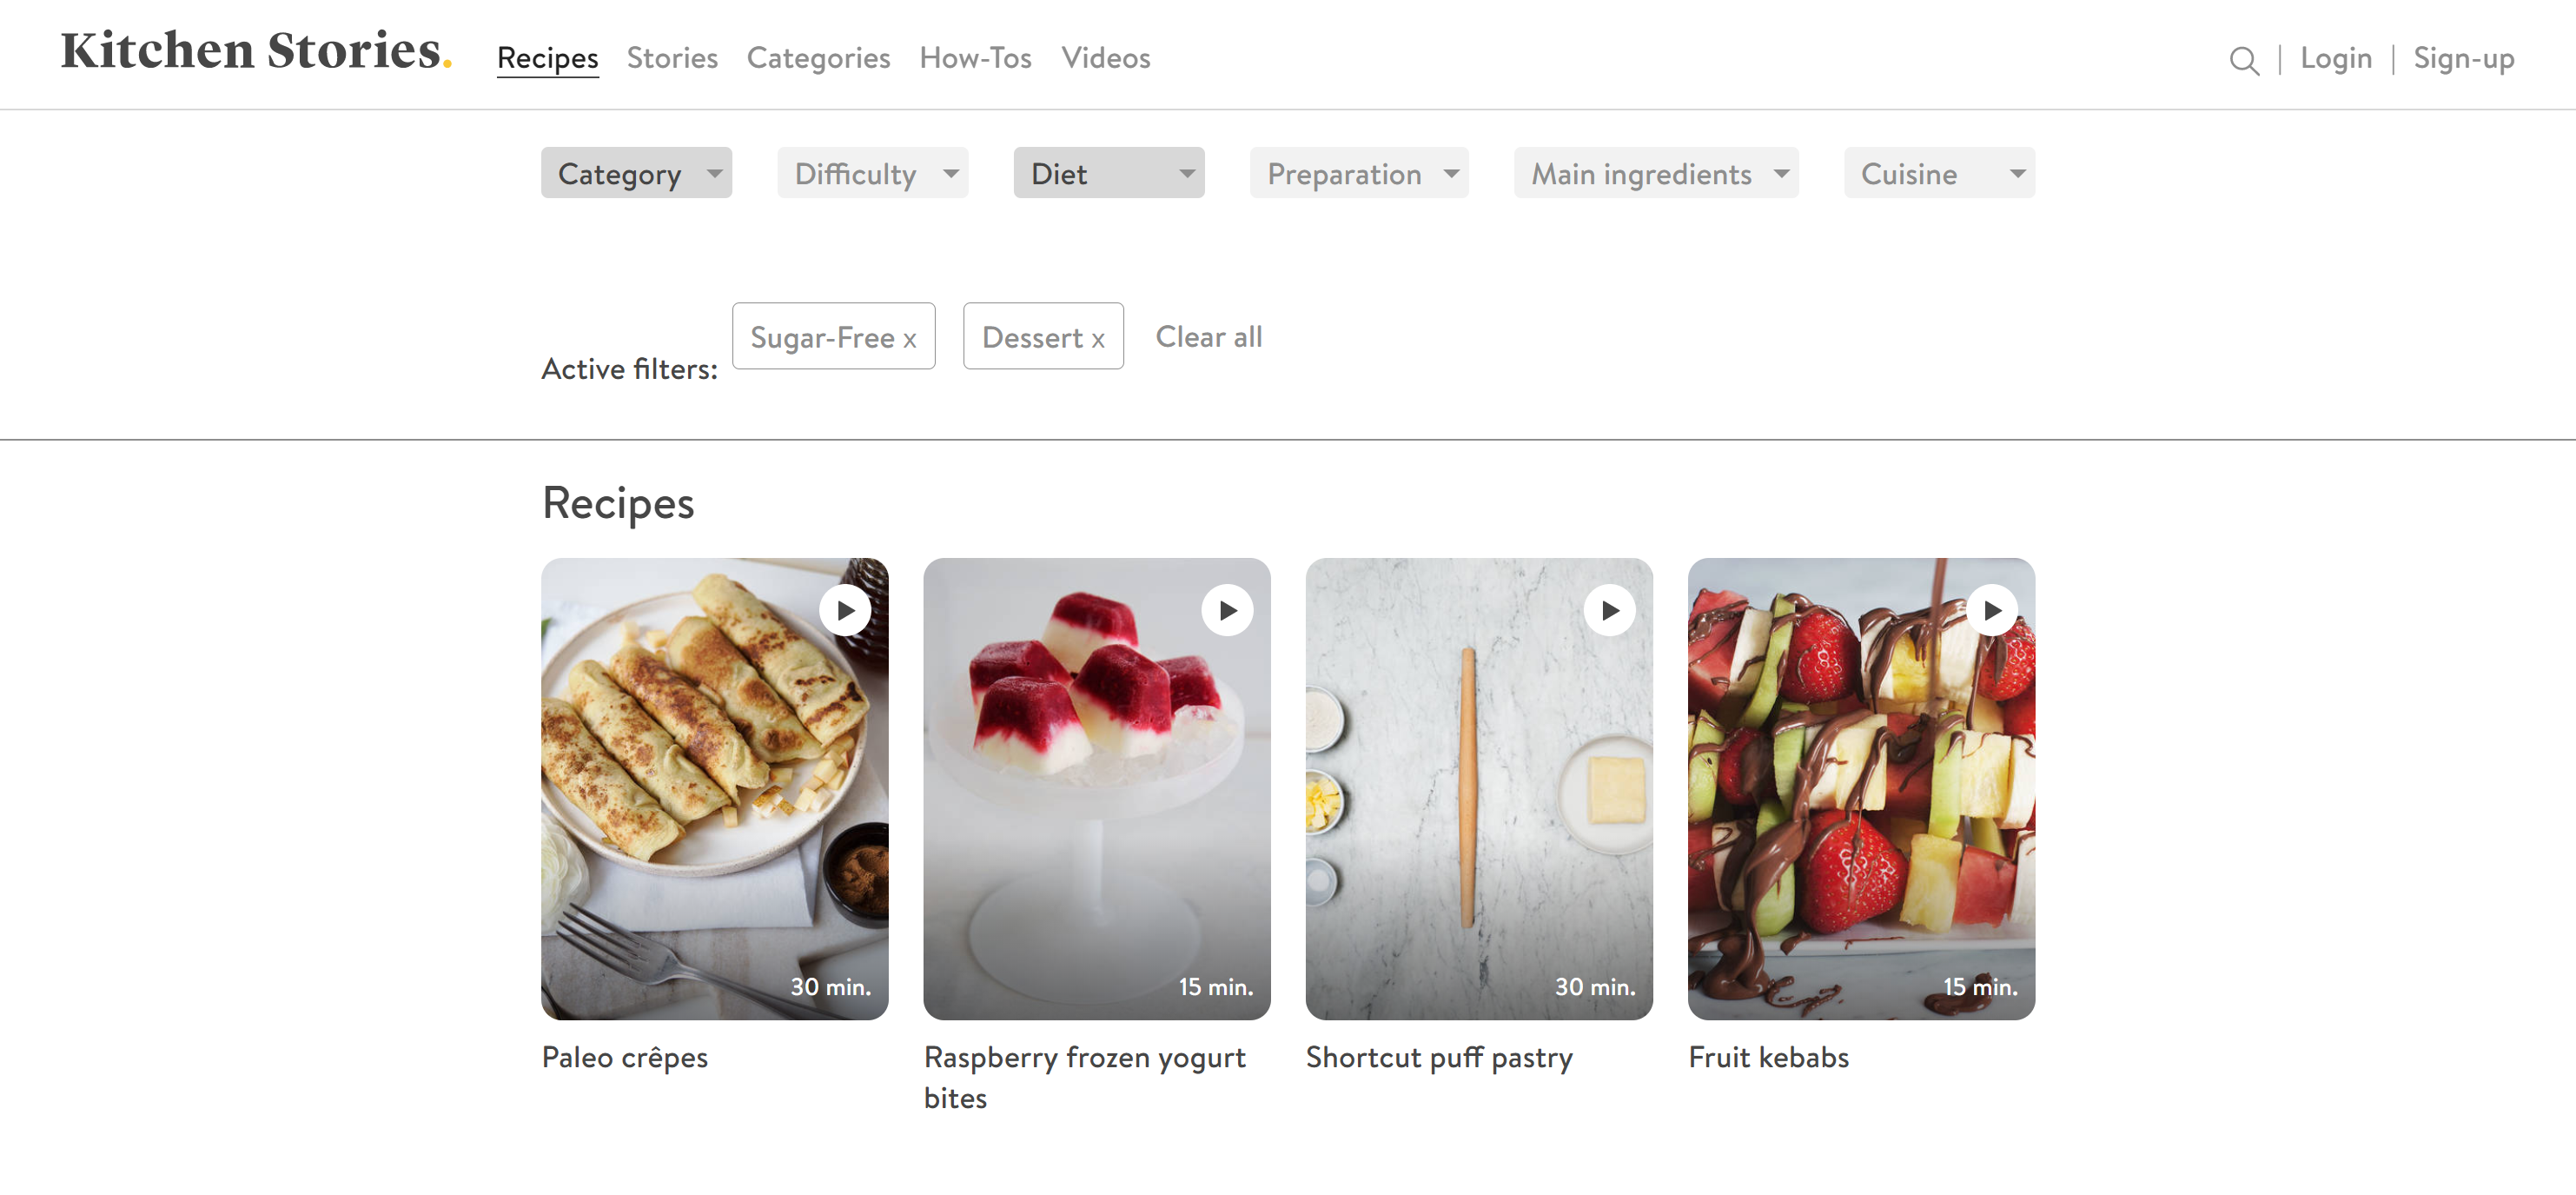 Kitchen Stories.
Recipes Stories Categories How-Tos Videos
Login | Sign-up
Category Difficulty Diet Preparation Main ingredients Cuisine
Active filters: Sugar-Free x Dessert x Clear all
Recipes
30 min. 15 min. 30 min. 15 min.
Paleo crêpes
Raspberry frozen yogurt
bites
Shortcut puff pastry
Fruit kebabs